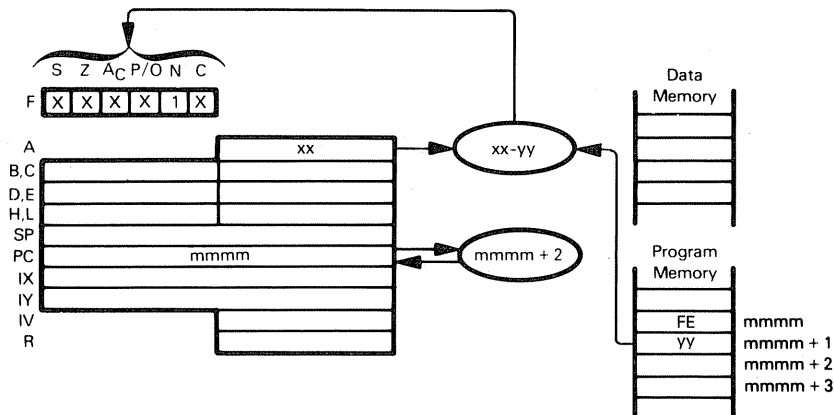 S Z AC P/O N C
F X X X X 1 X
Data
Memory
A xx
xx-yy
B,C
D,E
H,L
SP
PC mmmm
mmmm + 2
IX
IY
IV
R
Program
Memory
FE mmmm
yy mmmm + 1
mmmm + 2
mmmm + 3